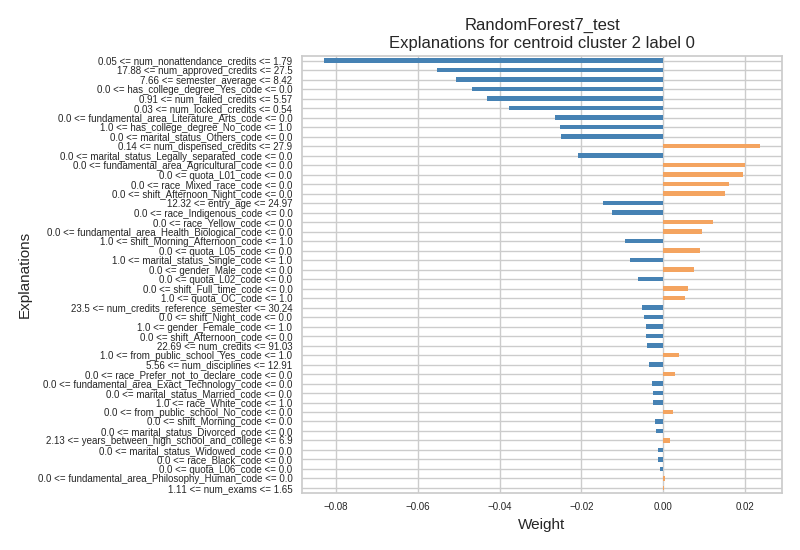 RandomForest7_test
Explanations for centroid cluster 2 label 0
Explanations
0.05 <= num_nonattendance_credits <= 1.79
17.88 <= num_approved_credits <= 27.5
7.66 <= semester_average <= 8.42
0.0 <= has_college_degree_Yes_code <= 0.0
0.91 <= num_failed_credits <= 5.57
0.03 <= num_locked_credits <= 0.54
0.0 <= fundamental_area_Literature_Arts_code <= 0.0
1.0 <= has_college_degree_No_code <= 1.0
0.0 <= marital_status_Others_code <= 0.0
0.14 <= num_dispensed_credits <= 27.9
0.0 <= marital_status_Legally_separated_code <= 0.0
0.0 <= fundamental_area_Agricultural_code <= 0.0
0.0 <= quota_L01_code <= 0.0
0.0 <= race_Mixed_race_code <= 0.0
0.0 <= shift_Afternoon_Night_code <= 0.0
12.32 <= entry_age <= 24.97
0.0 <= race_Indigenous_code <= 0.0
0.0 <= race_Yellow_code <= 0.0
0.0 <= fundamental_area_Health_Biological_code <= 0.0
1.0 <= shift_Morning_Afternoon_code <= 1.0
0.0 <= quota_L05_code <= 0.0
1.0 <= marital_status_Single_code <= 1.0
0.0 <= gender_Male_code <= 0.0
0.0 <= quota_L02_code <= 0.0
0.0 <= shift_Full_time_code <= 0.0
1.0 <= quota_OC_code <= 1.0
23.5 <= num_credits_reference_semester <= 30.24
0.0 <= shift_Night_code <= 0.0
1.0 <= gender_Female_code <= 1.0
0.0 <= shift_Afternoon_code <= 0.0
22.69 <= num_credits <= 91.03
1.0 <= from_public_school_Yes_code <= 1.0
5.56 <= num_disciplines <= 12.91
0.0 <= race_Prefer_not_to_declare_code <= 0.0
0.0 <= fundamental_area_Exact_Technology_code <= 0.0
0.0 <= marital_status_Married_code <= 0.0
1.0 <= race_White_code <= 1.0
0.0 <= from_public_school_No_code <= 0.0
0.0 <= shift_Morning_code <= 0.0
0.0 <= marital_status_Divorced_code <= 0.0
2.13 <= years_between_high_school_and_college <= 6.9
0.0 <= marital_status_Widowed_code <= 0.0
0.0 <= race_Black_code <= 0.0
0.0 <= quota_L06_code <= 0.0
0.0 <= fundamental_area_Philosophy_Human_code <= 0.0
1.11 <= num_exams <= 1.65
−0.08 −0.06 −0.04 −0.02 0.00 0.02
Weight